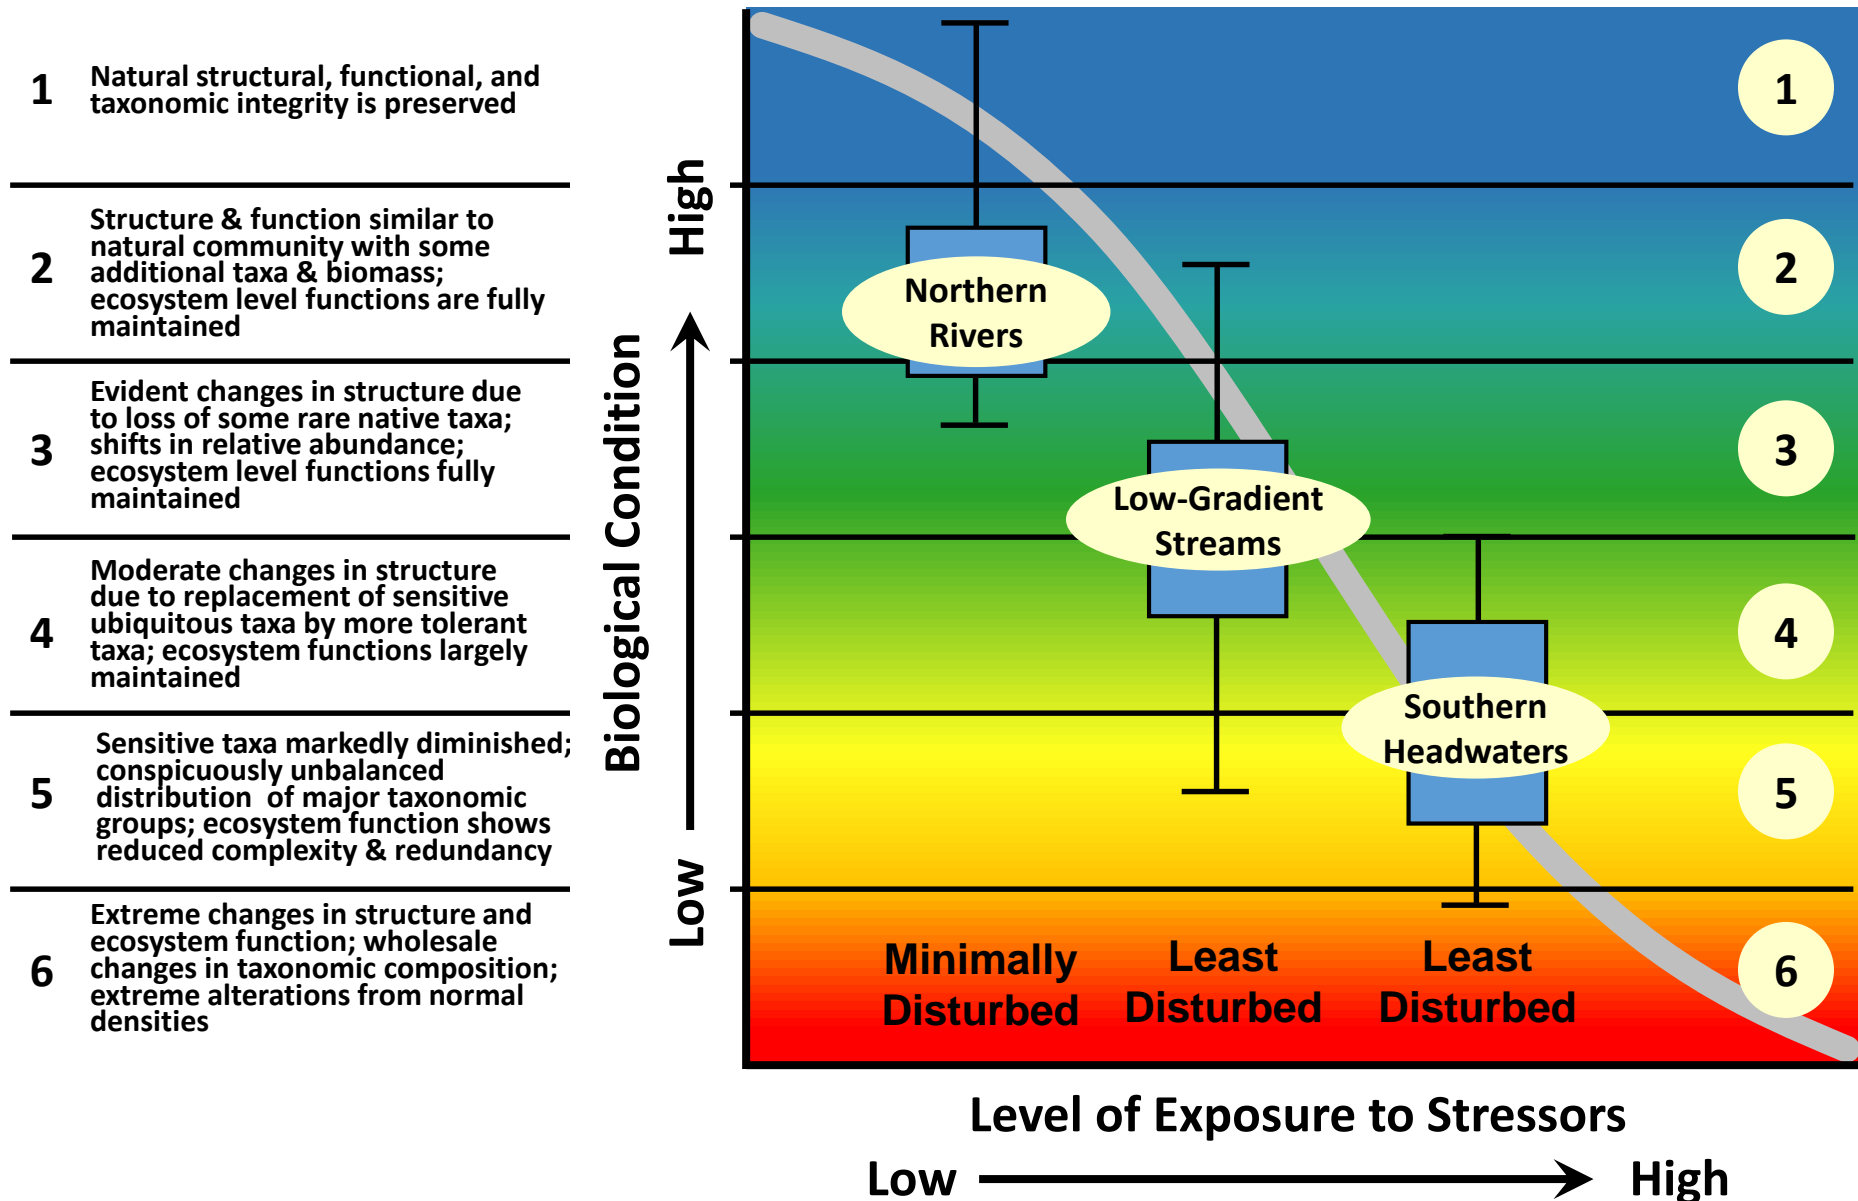 1
Natural structural, functional, and
taxonomic integrity is preserved
2
Structure & function similar to
natural community with some
additional taxa & biomass;
ecosystem level functions are fully
maintained
3
Evident changes in structure due
to loss of some rare native taxa;
shifts in relative abundance;
ecosystem level functions fully
maintained
4
Moderate changes in structure
due to replacement of sensitive
ubiquitous taxa by more tolerant
taxa; ecosystem functions largely
maintained
5
Sensitive taxa markedly diminished;
conspicuously unbalanced
distribution of major taxonomic
groups; ecosystem function shows
reduced complexity & redundancy
6
Extreme changes in structure and
ecosystem function; wholesale
changes in taxonomic composition;
extreme alterations from normal
densities
Biological Condition
Low
High
1
2
3
4
5
6
Northern
Rivers
Low-Gradient
Streams
Southern
Headwaters
Minimally
Disturbed
Least
Disturbed
Least
Disturbed
Level of Exposure to Stressors
Low
High